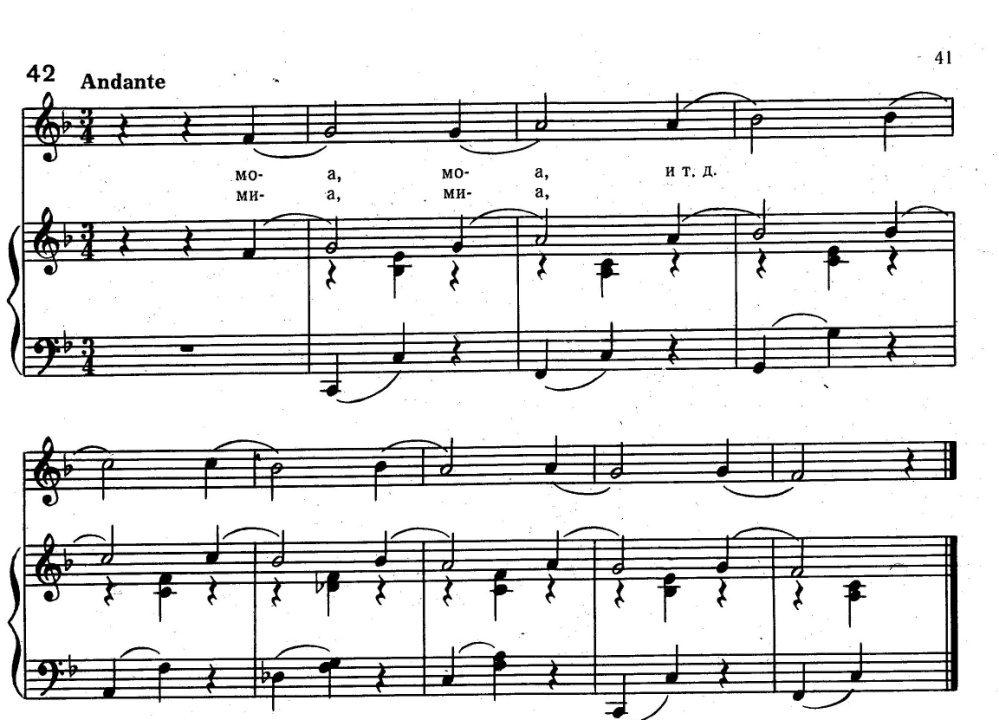 41
42 Andante
мо- а, мо- а, и т. д.
ми- а, ми- а,